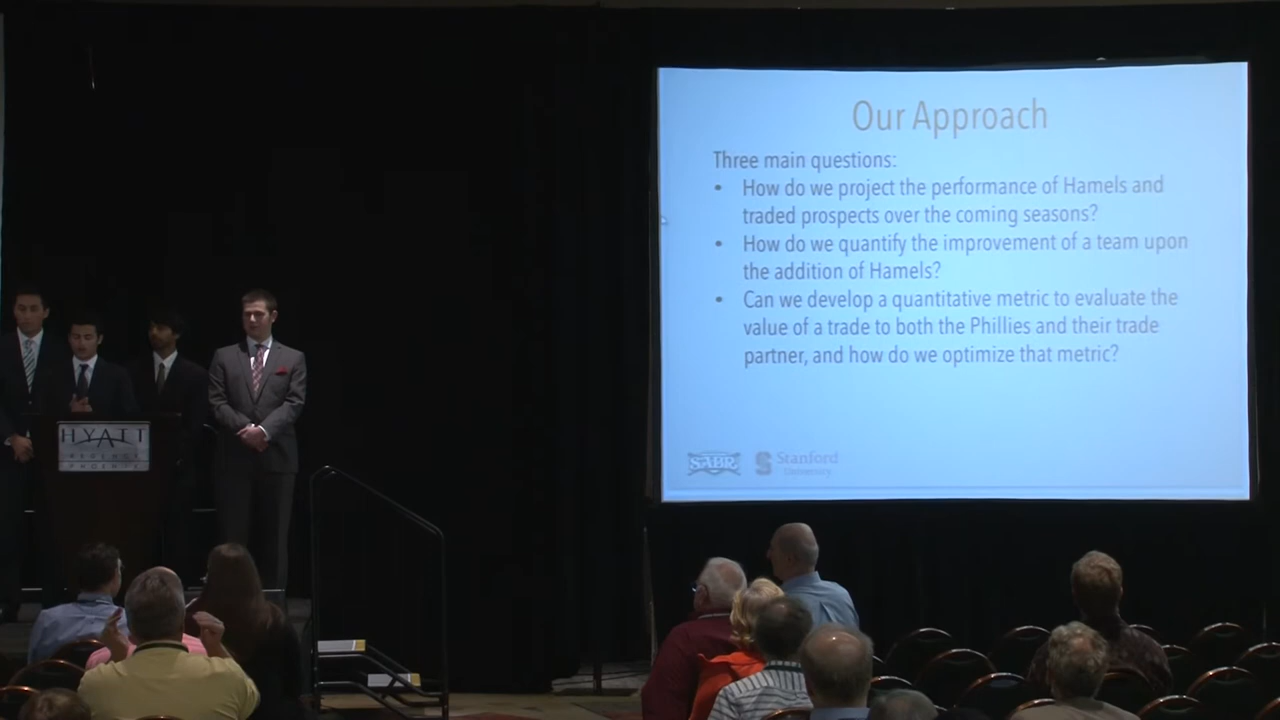 Our Approach
Three main questions:
• How do we project the performance of Hamels and
traded prospects over the coming seasons?
• How do we quantify the improvement of a team upon
the addition of Hamels?
• Can we develop a quantitative metric to evaluate the
value of a trade to both the Phillies and their trade
partner, and how do we optimize that metric?
SABR
S Stanford
University
HYATT
REGENCY
PHOENIX